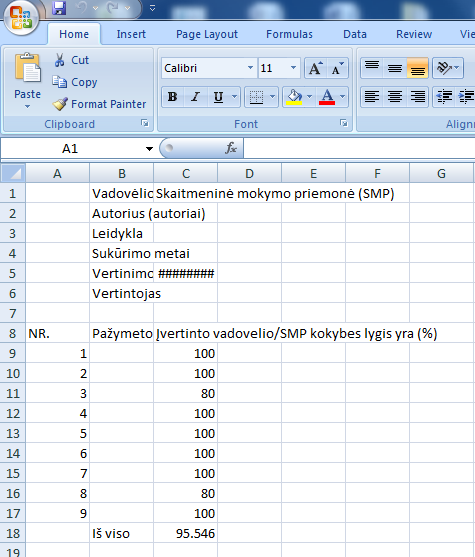 Home Insert Page Layout Formulas Data Review
Cut
Copy
Paste
Format Painter
Clipboard
Calibri 11 A A
B I U A
Font
A1 fx
A B C D E F G
1 Vadovėlic Skaitmeninė mokymo priemonė (SMP)
2 Autorius (autoriai)
3 Leidykla
4 Sukūrimo metai
5 Vertinimo ########
6 Vertintojas
7
8 NR. Pažymeto Įvertinto vadovelio/SMP kokybes lygis yra (%)
9 1 100
10 2 100
11 3 80
12 4 100
13 5 100
14 6 100
15 7 100
16 8 80
17 9 100
18 Iš viso 95.546
19